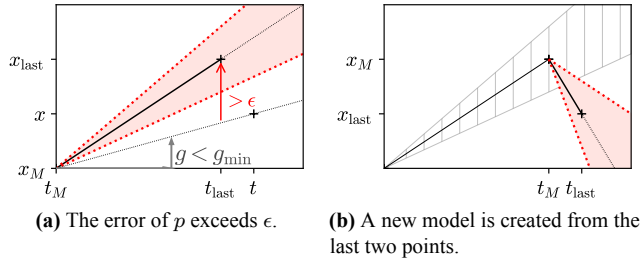 x_last
x
x_M
> ϵ
g < g_min
t_M
t_last
t
(a) The error of p exceeds ϵ.
x_M
x_last
t_M
t_last
(b) A new model is created from the
last two points.